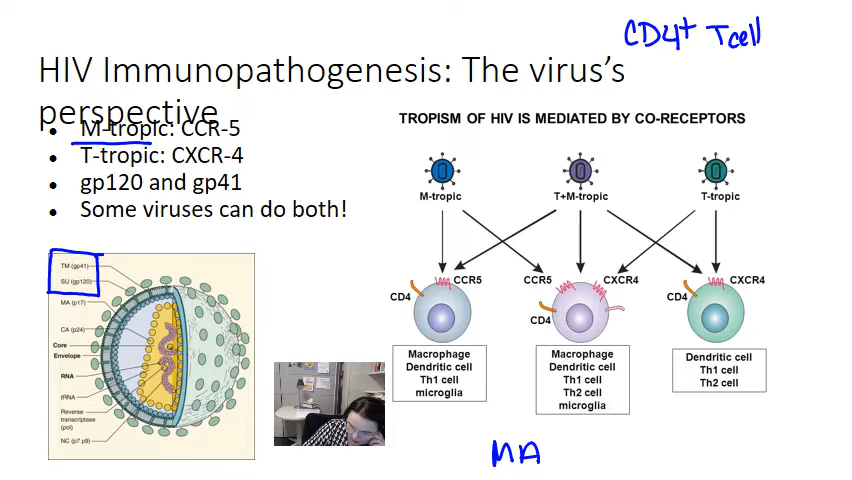 CD4+ Tcell
HIV Immunopathogenesis: The virus's
perspective
M-tropic: CCR-5
T-tropic: CXCR-4
gp120 and gp41
Some viruses can do both!
TROPISM OF HIV IS MEDIATED BY CO-RECEPTORS
M-tropic
T+M-tropic
T-tropic
CCR5
CD4
CCR5
CXCR4
CD4
CXCR4
CD4
Macrophage
Dendritic cell
Th1 cell
microglia
Macrophage
Dendritic cell
Th1 cell
Th2 cell
microglia
Dendritic cell
Th1 cell
Th2 cell
TM (gp41)
SU (gp120)
MA (p17)
CA (p24)
Core
Envelope
RNA
tRNA
Reverse
transcriptase
(pol)
NC (p7 p9)
MA